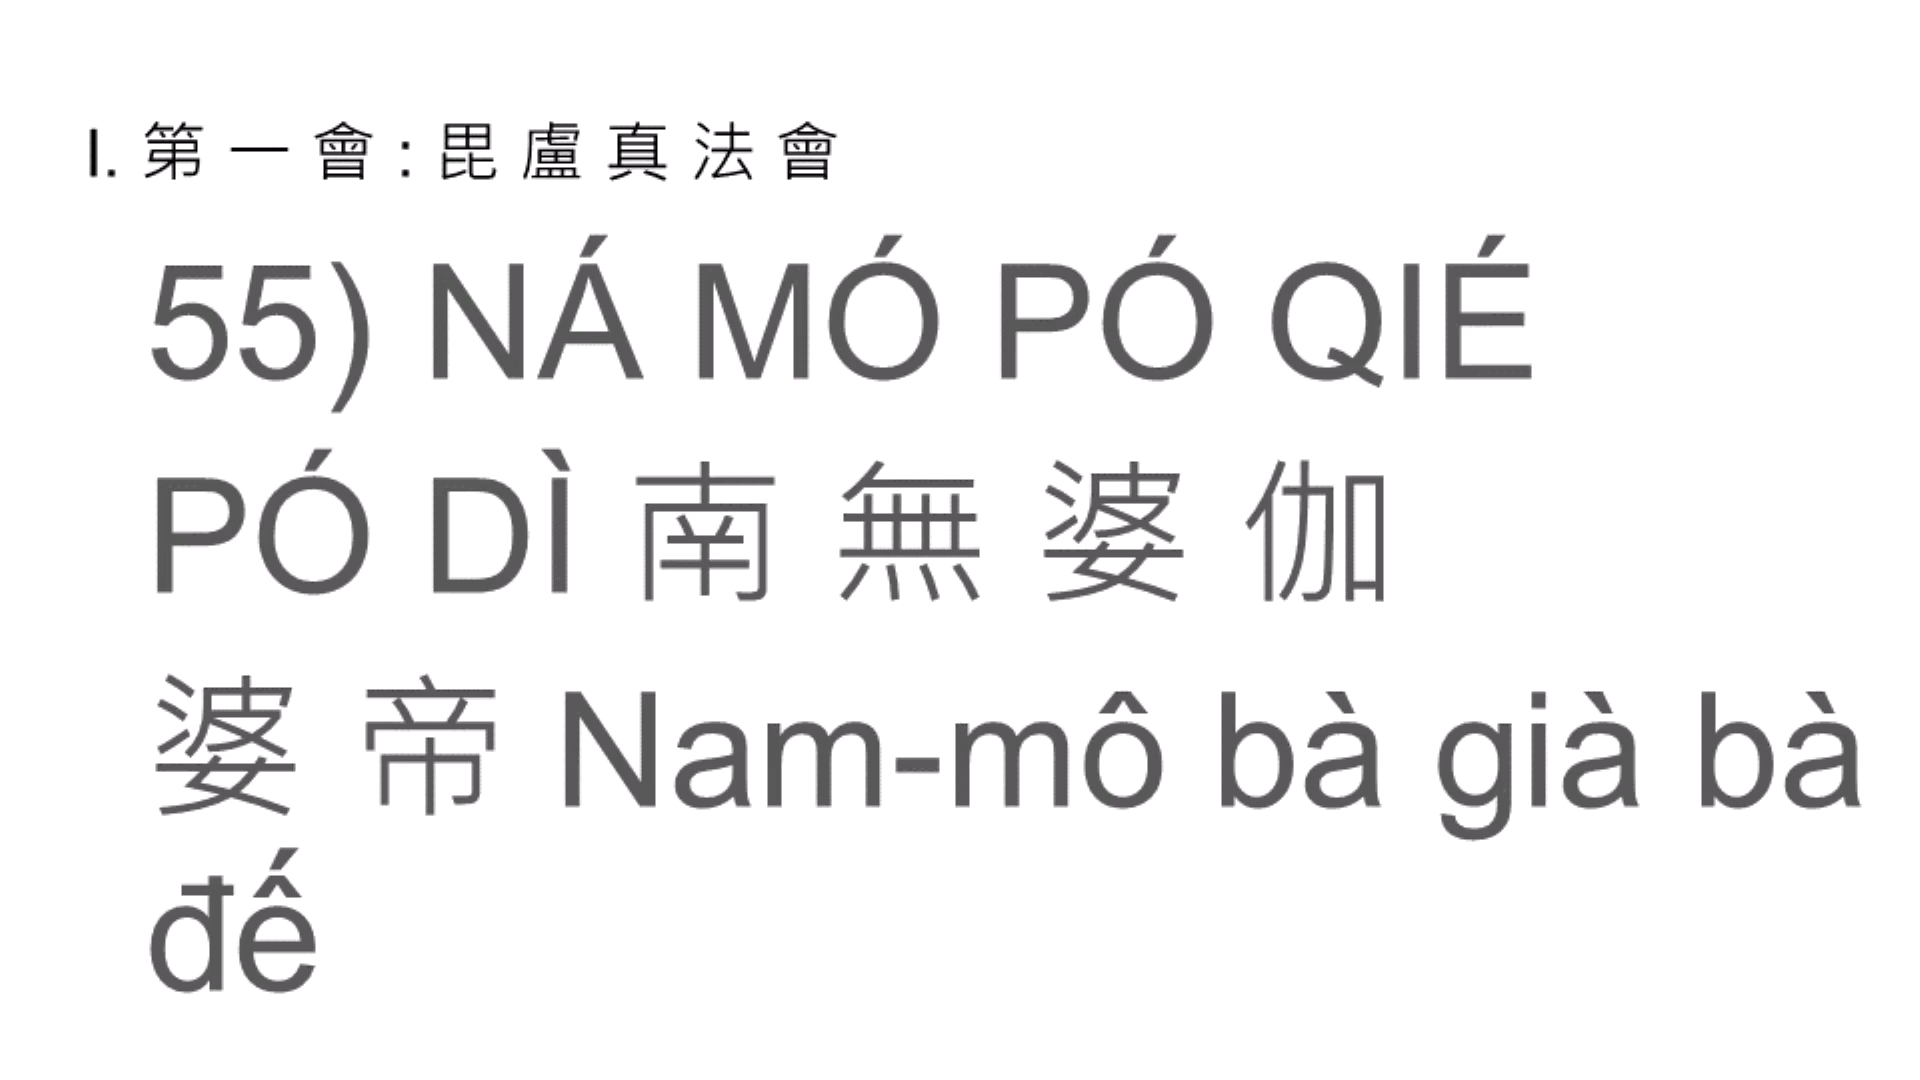 I. 第 一 會 : 毘 盧 真 法 會
55) NÁ MÓ PÓ QIÉ
PÓ DÌ 南 無 婆 伽
婆 帝 Nam-mô bà già bà
đế